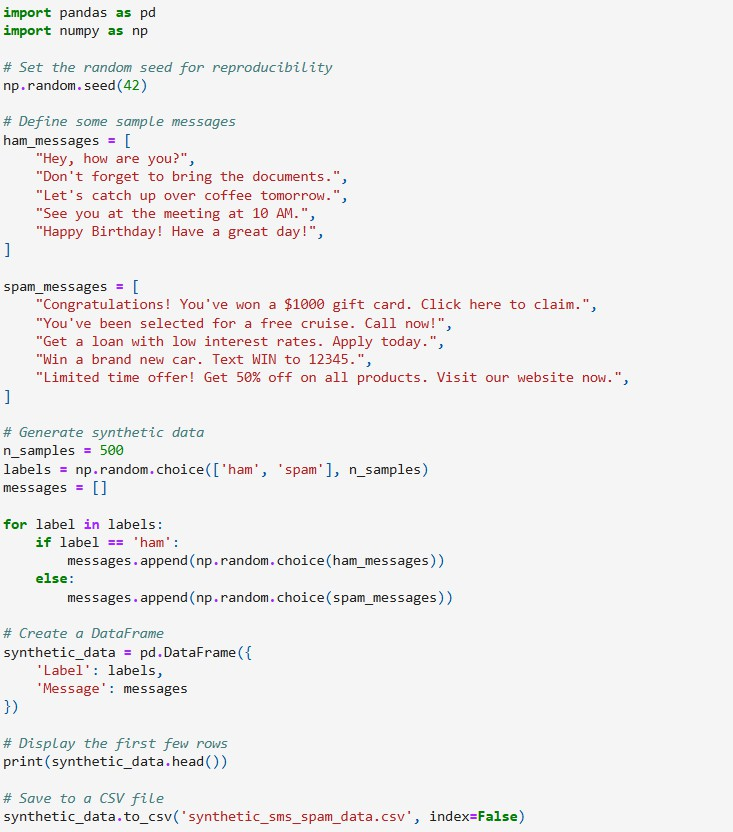 import pandas as pd
import numpy as np

# Set the random seed for reproducibility
np.random.seed(42)

# Define some sample messages
ham_messages = [
    "Hey, how are you?",
    "Don't forget to bring the documents.",
    "Let's catch up over coffee tomorrow.",
    "See you at the meeting at 10 AM.",
    "Happy Birthday! Have a great day!",
]

spam_messages = [
    "Congratulations! You've won a $1000 gift card. Click here to claim.",
    "You've been selected for a free cruise. Call now!",
    "Get a loan with low interest rates. Apply today.",
    "Win a brand new car. Text WIN to 12345.",
    "Limited time offer! Get 50% off on all products. Visit our website now.",
]

# Generate synthetic data
n_samples = 500
labels = np.random.choice(['ham', 'spam'], n_samples)
messages = []

for label in labels:
    if label == 'ham':
        messages.append(np.random.choice(ham_messages))
    else:
        messages.append(np.random.choice(spam_messages))

# Create a DataFrame
synthetic_data = pd.DataFrame({
    'Label': labels,
    'Message': messages
})

# Display the first few rows
print(synthetic_data.head())

# Save to a CSV file
synthetic_data.to_csv('synthetic_sms_spam_data.csv', index=False)